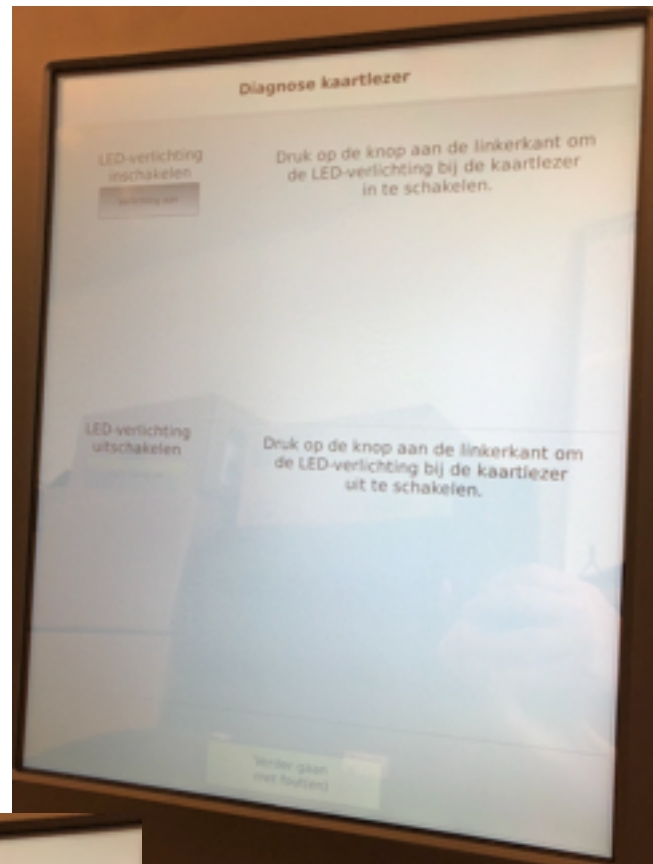 Diagnose kaartlezer
LED-verlichting
inschakelen
Druk op de knop aan de linkerkant om
de LED-verlichting bij de kaartlezer
in te schakelen.
LED-verlichting
uitschakelen
Druk op de knop aan de linkerkant om
de LED-verlichting bij de kaartlezer
uit te schakelen.
Verder gaan
met fout(en)